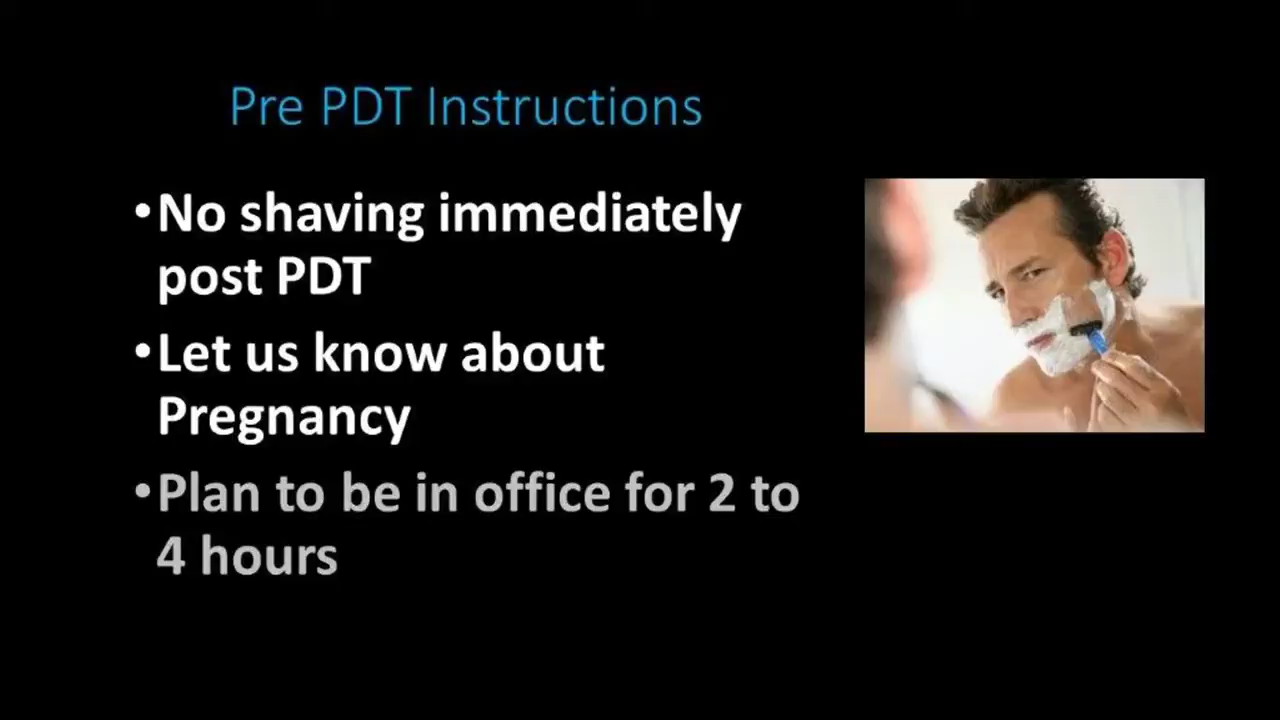 Pre PDT Instructions
•No shaving immediately
post PDT
•Let us know about
Pregnancy
•Plan to be in office for 2 to
4 hours